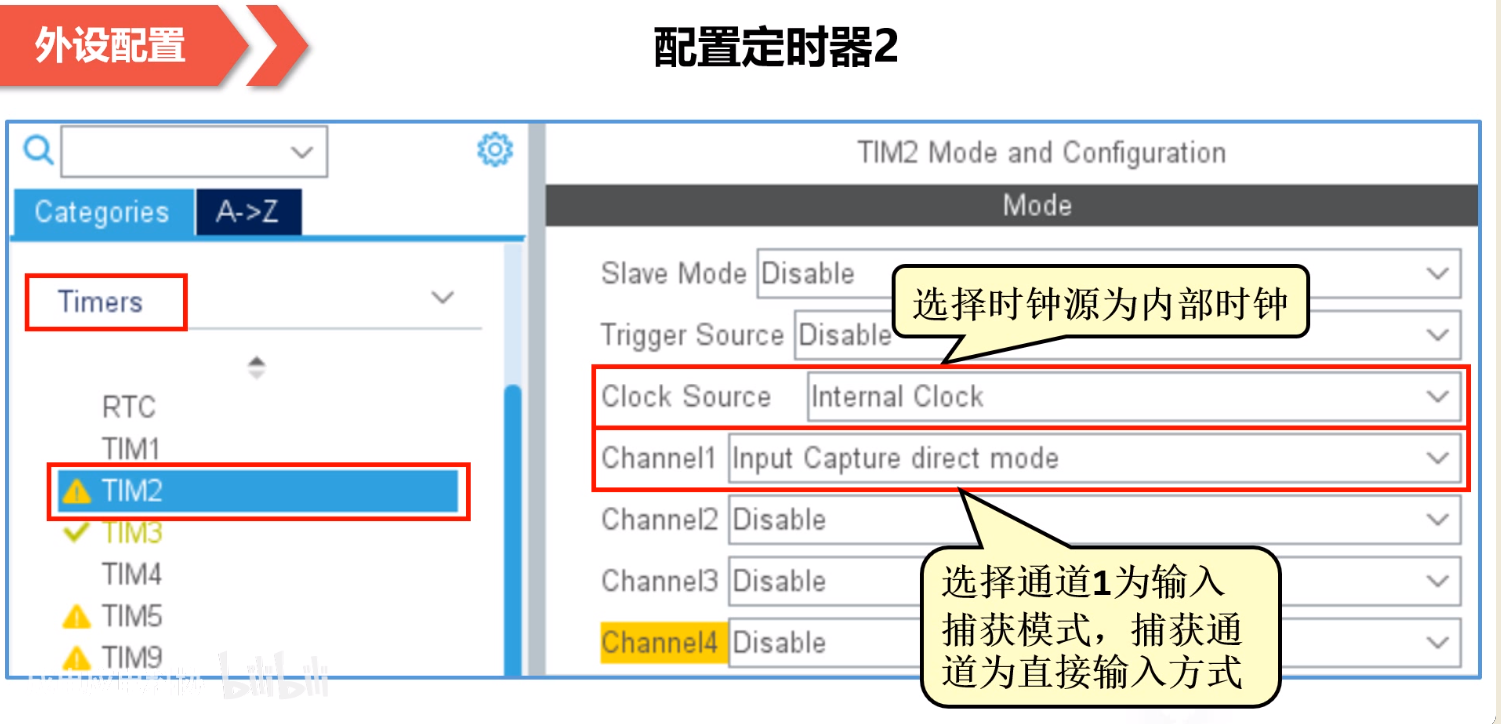 外设配置
配置定时器2
TIM2 Mode and Configuration
Categories
A->Z
Mode
Timers
Slave Mode
Disable
选择时钟源为内部时钟
Trigger Source
Disable
Clock Source
Internal Clock
RTC
TIM1
TIM2
TIM3
TIM4
TIM5
TIM9
Channel1
Input Capture direct mode
Channel2
Disable
Channel3
Disable
Channel4
Disable
选择通道1为输入
捕获模式，捕获通
道为直接输入方式
bilibili